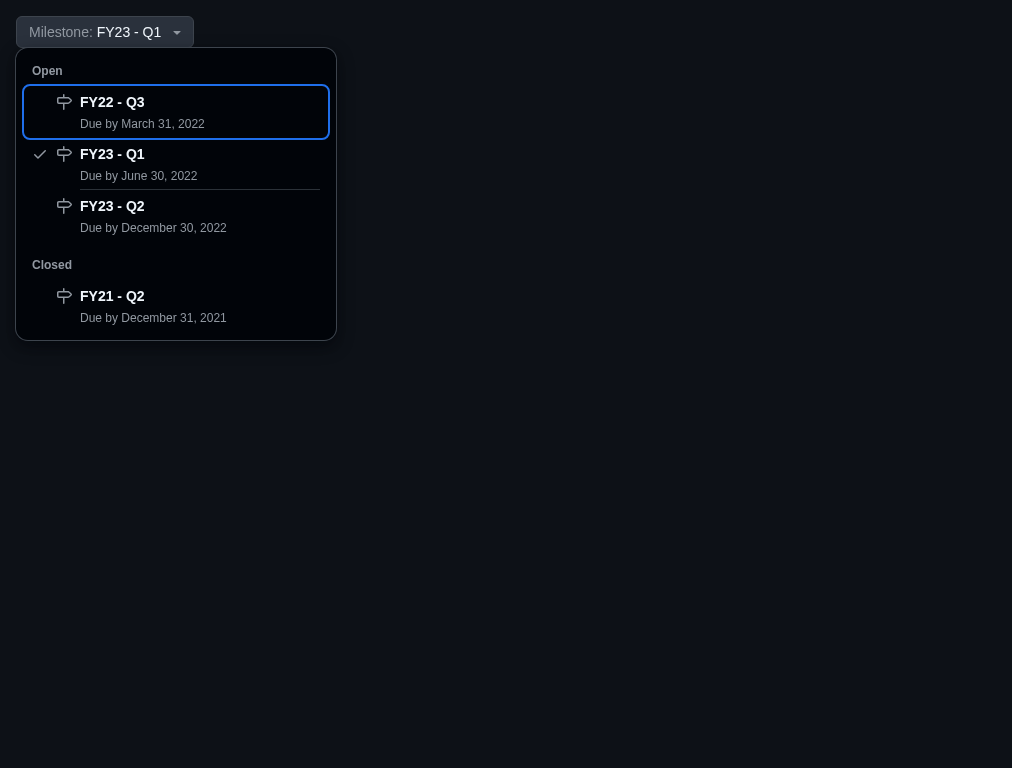 Milestone: FY23 - Q1
Open
FY22 - Q3
Due by March 31, 2022
FY23 - Q1
Due by June 30, 2022
FY23 - Q2
Due by December 30, 2022
Closed
FY21 - Q2
Due by December 31, 2021